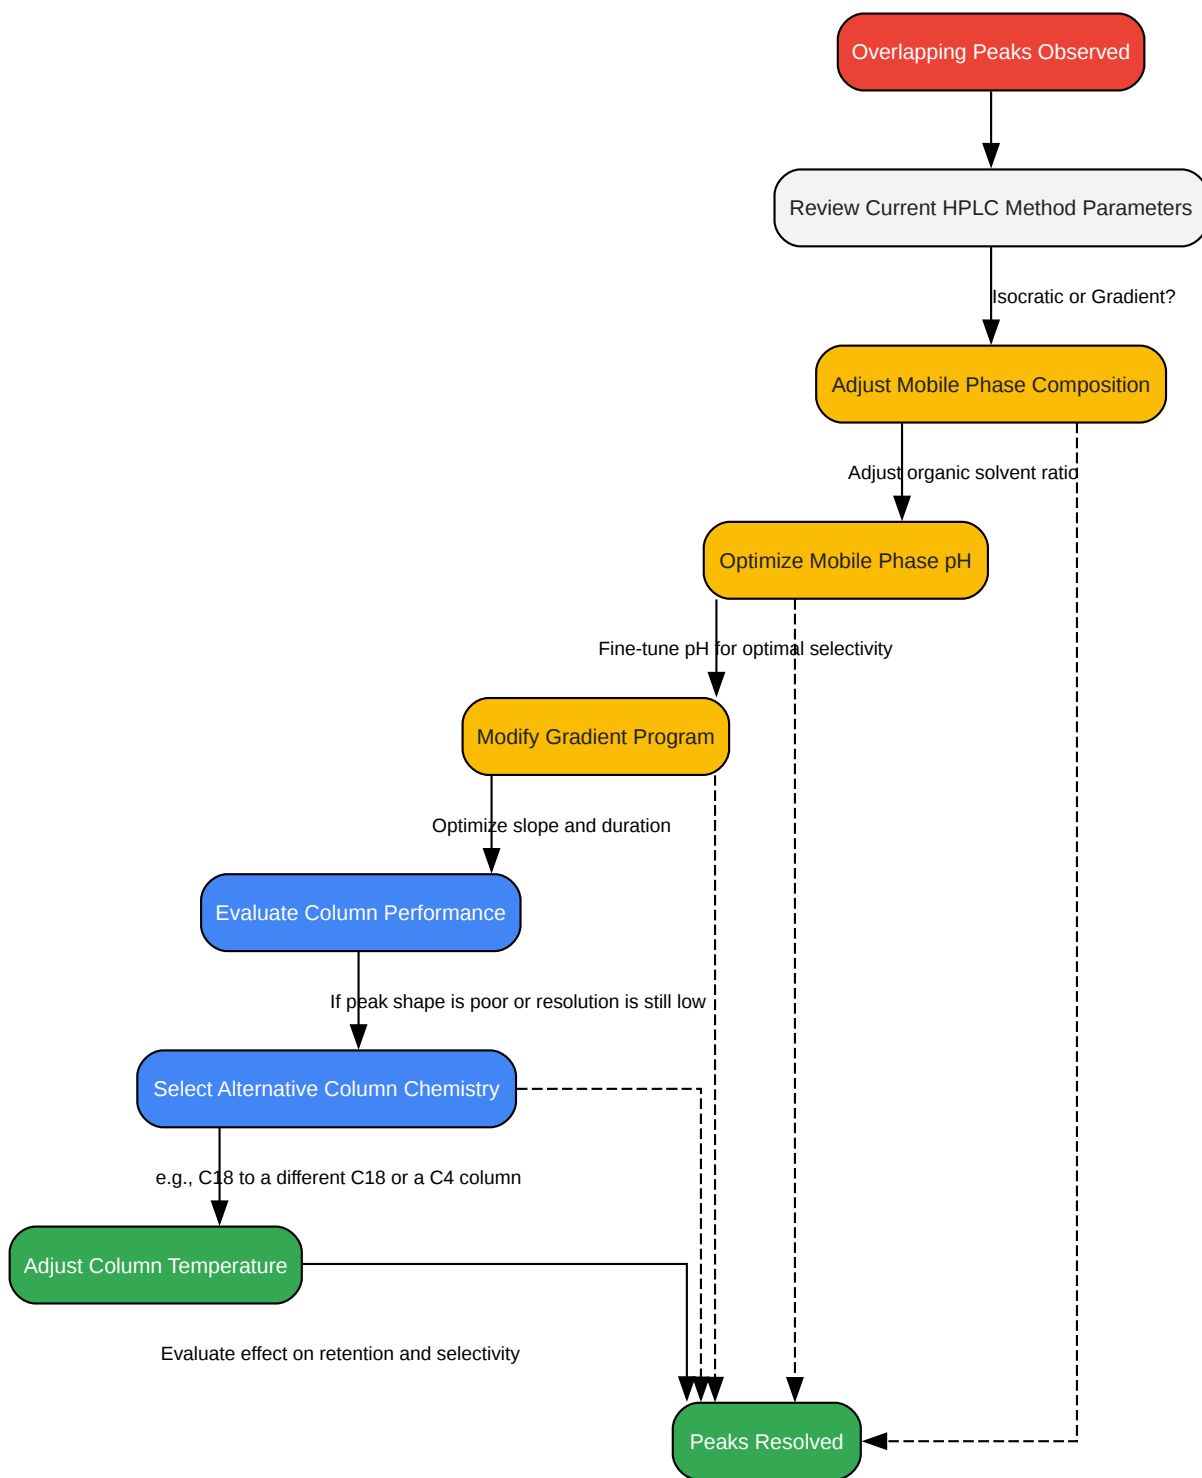 Overlapping Peaks Observed
Review Current HPLC Method Parameters
Isocratic or Gradient?
Adjust Mobile Phase Composition
Adjust organic solvent ratio
Optimize Mobile Phase pH
Fine-tune pH for optimal selectivity
Modify Gradient Program
Optimize slope and duration
Evaluate Column Performance
If peak shape is poor or resolution is still low
Select Alternative Column Chemistry
e.g., C18 to a different C18 or a C4 column
Adjust Column Temperature
Evaluate effect on retention and selectivity
Peaks Resolved